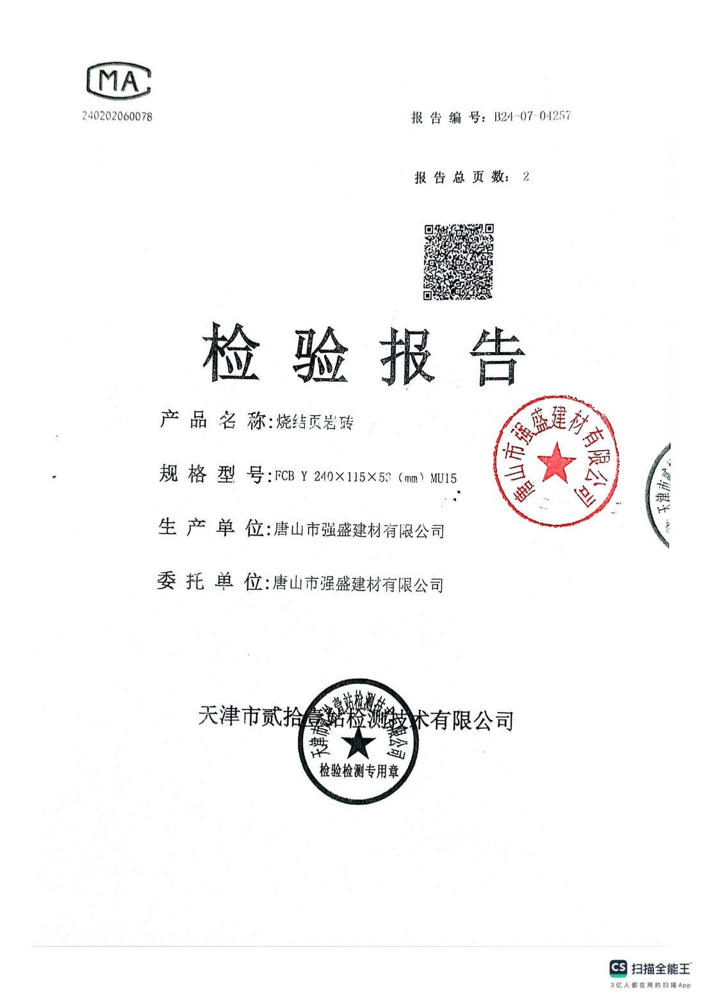 MA
240202060078
报告编号: B24-07-04257
报告总页数: 2
检验报告
产品名称:烧结页岩砖
规格型号:FCB Y 240×115×53（mm）MU15
生产单位:唐山市强盛建材有限公司
委托单位:唐山市强盛建材有限公司
唐山市强盛建材有限公司
天津市贰
天津市贰拾壹站检测技术有限公司
天津市贰拾壹站检测技术有限公司
检验检测专用章
CS 扫描全能王
3亿人都在用的扫描App